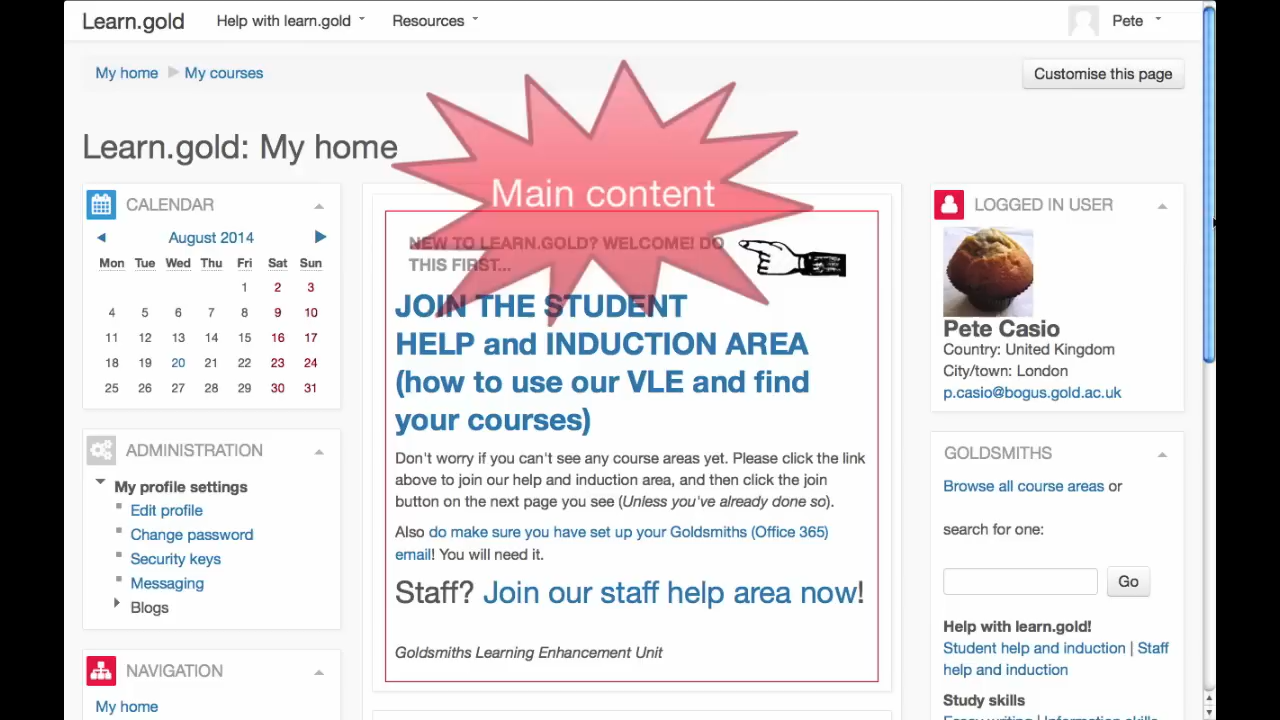 Learn.gold Help with learn.gold Resources Pete
My home My courses Customise this page
Learn.gold: My home
CALENDAR
August 2014
Mon Tue Wed Thu Fri Sat Sun
1 2 3
4 5 6 7 8 9 10
11 12 13 14 15 16 17
18 19 20 21 22 23 24
25 26 27 28 29 30 31
ADMINISTRATION
My profile settings
Edit profile
Change password
Security keys
Messaging
Blogs
NAVIGATION
My home
Main content
NEW TO LEARN.GOLD? WELCOME! DO
THIS FIRST...
JOIN THE STUDENT
HELP and INDUCTION AREA
(how to use our VLE and find
your courses)
Don't worry if you can't see any course areas yet. Please click the link
above to join our help and induction area, and then click the join
button on the next page you see (Unless you've already done so).
Also do make sure you have set up your Goldsmiths (Office 365)
email! You will need it.
Staff? Join our staff help area now!
Goldsmiths Learning Enhancement Unit
LOGGED IN USER
Pete Casio
Country: United Kingdom
City/town: London
p.casio@bogus.gold.ac.uk
GOLDSMITHS
Browse all course areas or
search for one:
Go
Help with learn.gold!
Student help and induction | Staff
help and induction
Study skills
Essay writing | Information skills